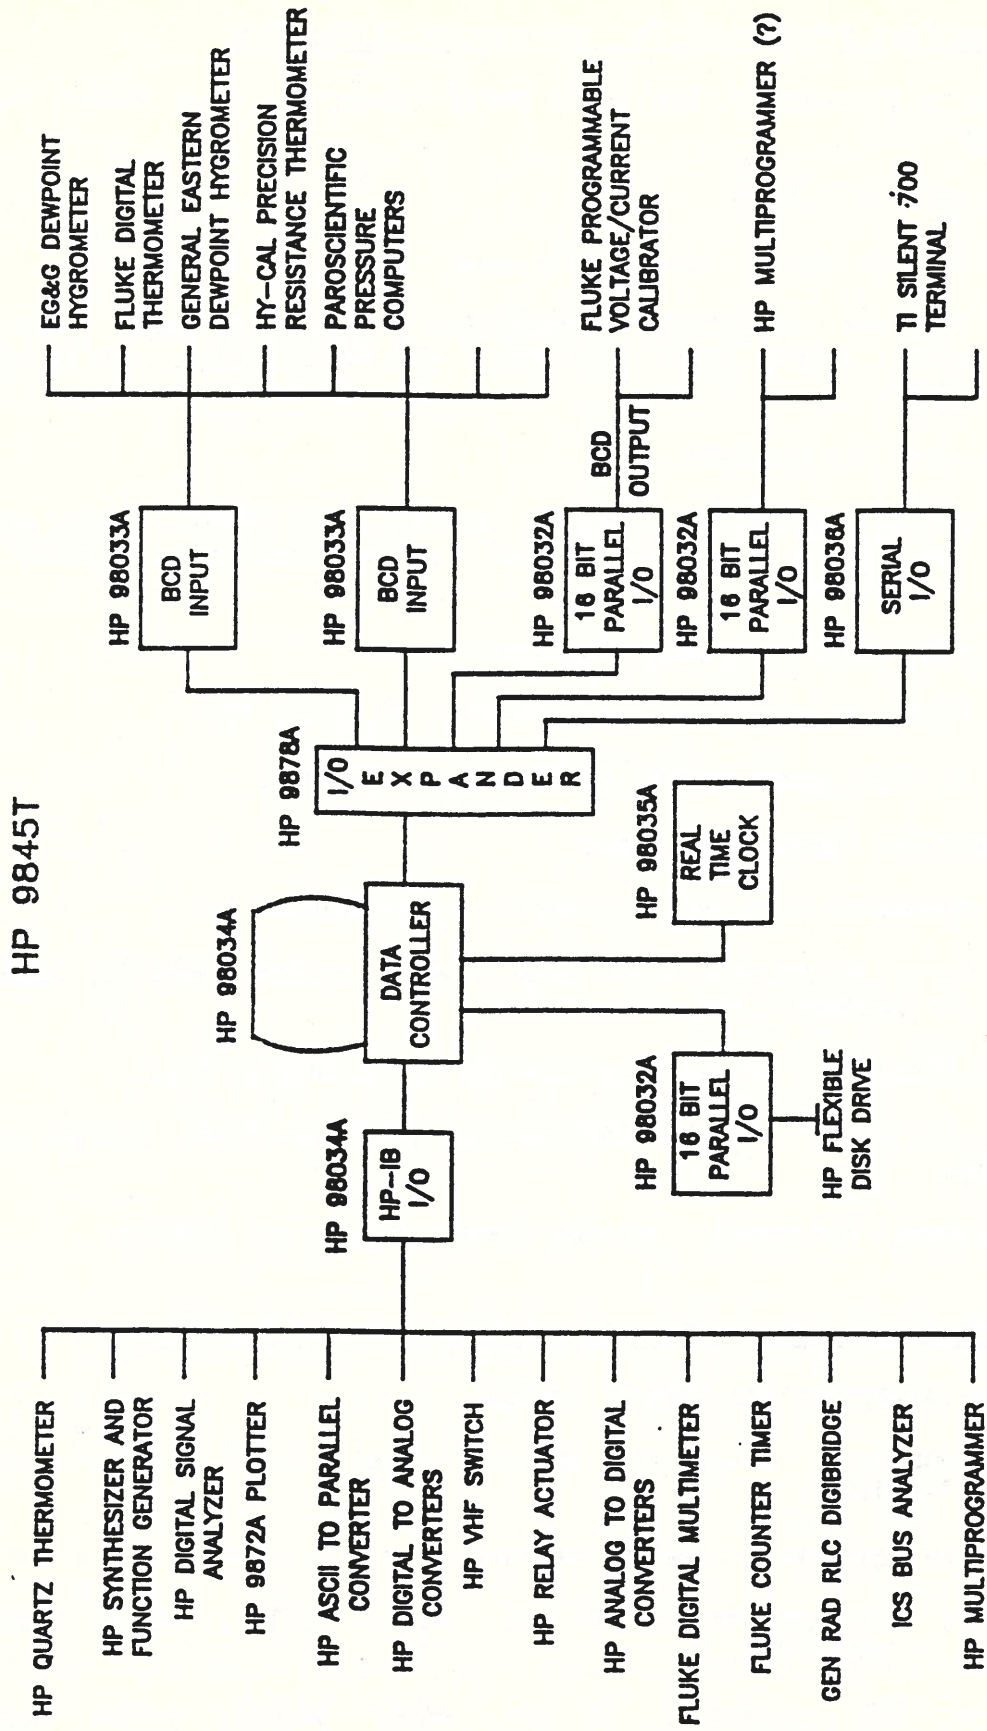 HP 9845T
HP QUARTZ THERMOMETER
HP SYNTHESIZER AND
FUNCTION GENERATOR
HP DIGITAL SIGNAL
ANALYZER
HP 9872A PLOTTER
HP ASCII TO PARALLEL
CONVERTER
HP DIGITAL TO ANALOG
CONVERTERS
HP VHF SWITCH
HP RELAY ACTUATOR
HP ANALOG TO DIGITAL
CONVERTERS
FLUKE DIGITAL MULTIMETER
FLUKE COUNTER TIMER
GEN RAD RLC DIGIBRIDGE
ICS BUS ANALYZER
HP MULTIPROGRAMMER
HP 98034A
HP-IB
I/O
HP 98034A
DATA
CONTROLLER
HP 98032A
16 BIT
PARALLEL
I/O
HP FLEXIBLE
DISK DRIVE
HP 98035A
REAL
TIME
CLOCK
HP 9878A
I/O
EXPANDER
HP 98033A
BCD
INPUT
HP 98033A
BCD
INPUT
HP 98032A
16 BIT
PARALLEL
I/O
BCD
OUTPUT
HP 98032A
16 BIT
PARALLEL
I/O
HP 98036A
SERIAL
I/O
EG&G DEWPOINT
HYGROMETER
FLUKE DIGITAL
THERMOMETER
GENERAL EASTERN
DEWPOINT HYGROMETER
HY-CAL PRECISION
RESISTANCE THERMOMETER
PAROSCIENTIFIC
PRESSURE
COMPUTERS
FLUKE PROGRAMMABLE
VOLTAGE/CURRENT
CALIBRATOR
HP MULTIPROGRAMMER (?)
TI SILENT 700
TERMINAL